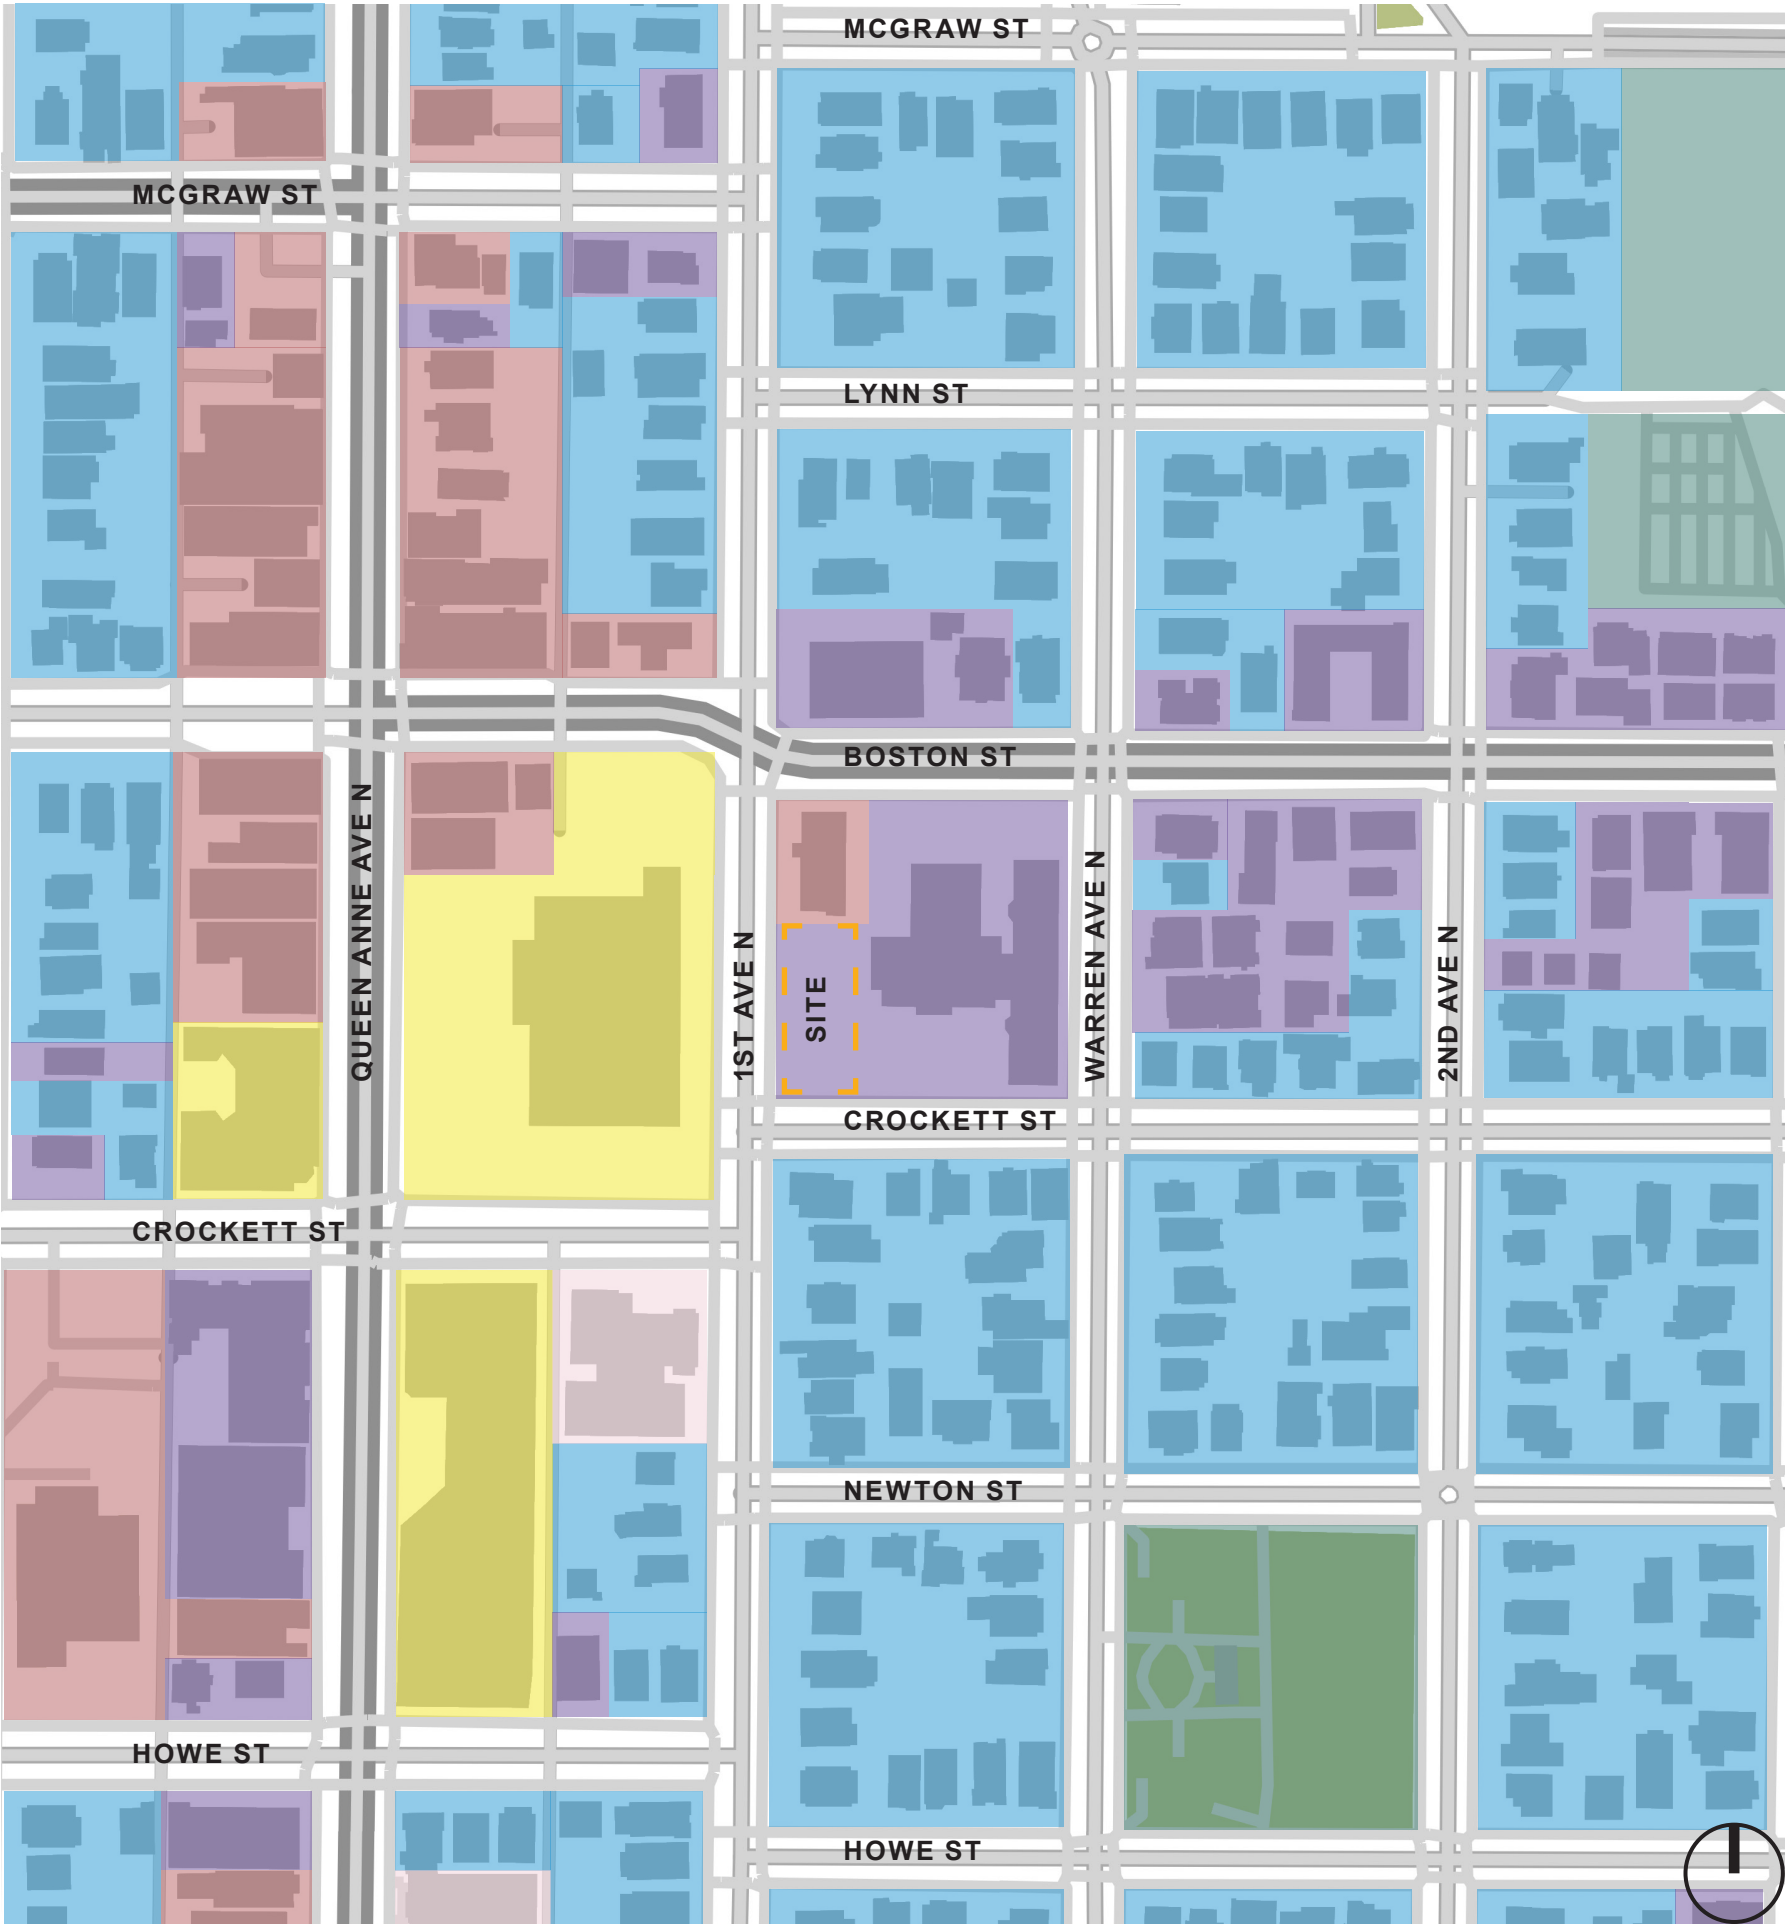 MCGRAW ST
MCGRAW ST
LYNN ST
BOSTON ST
QUEEN ANNE AVE N
1ST AVE N
SITE
WARREN AVE N
2ND AVE N
CROCKETT ST
CROCKETT ST
NEWTON ST
HOWE ST
HOWE ST